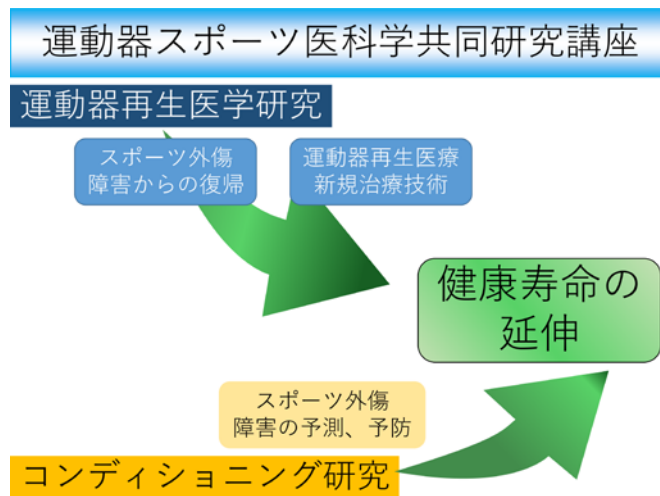 運動器スポーツ医科学共同研究講座
運動器再生医学研究
スポーツ外傷
障害からの復帰
運動器再生医療
新規治療技術
健康寿命の
延伸
スポーツ外傷
障害の予測、予防
コンディショニング研究